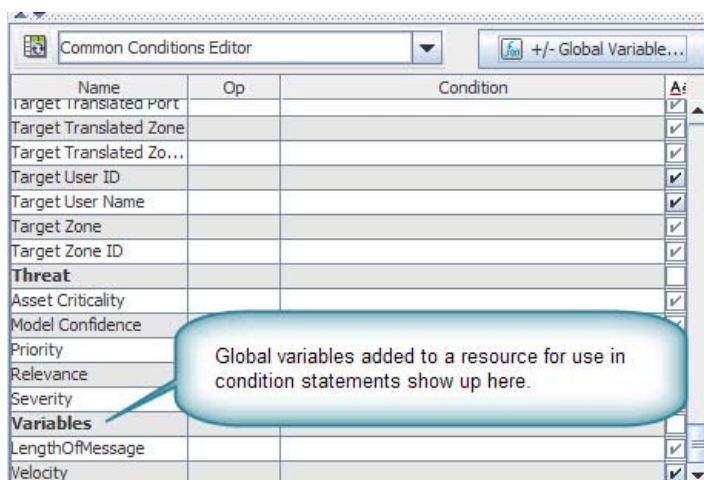 Common Conditions Editor
+/- Global Variable...
Name Op Condition
Target Translated Port
Target Translated Zone
Target Translated Zo...
Target User ID
Target User Name
Target Zone
Target Zone ID
Threat
Asset Criticality
Model Confidence
Priority
Relevance
Severity
Variables
LengthOfMessage
Velocity
Global variables added to a resource for use in
condition statements show up here.